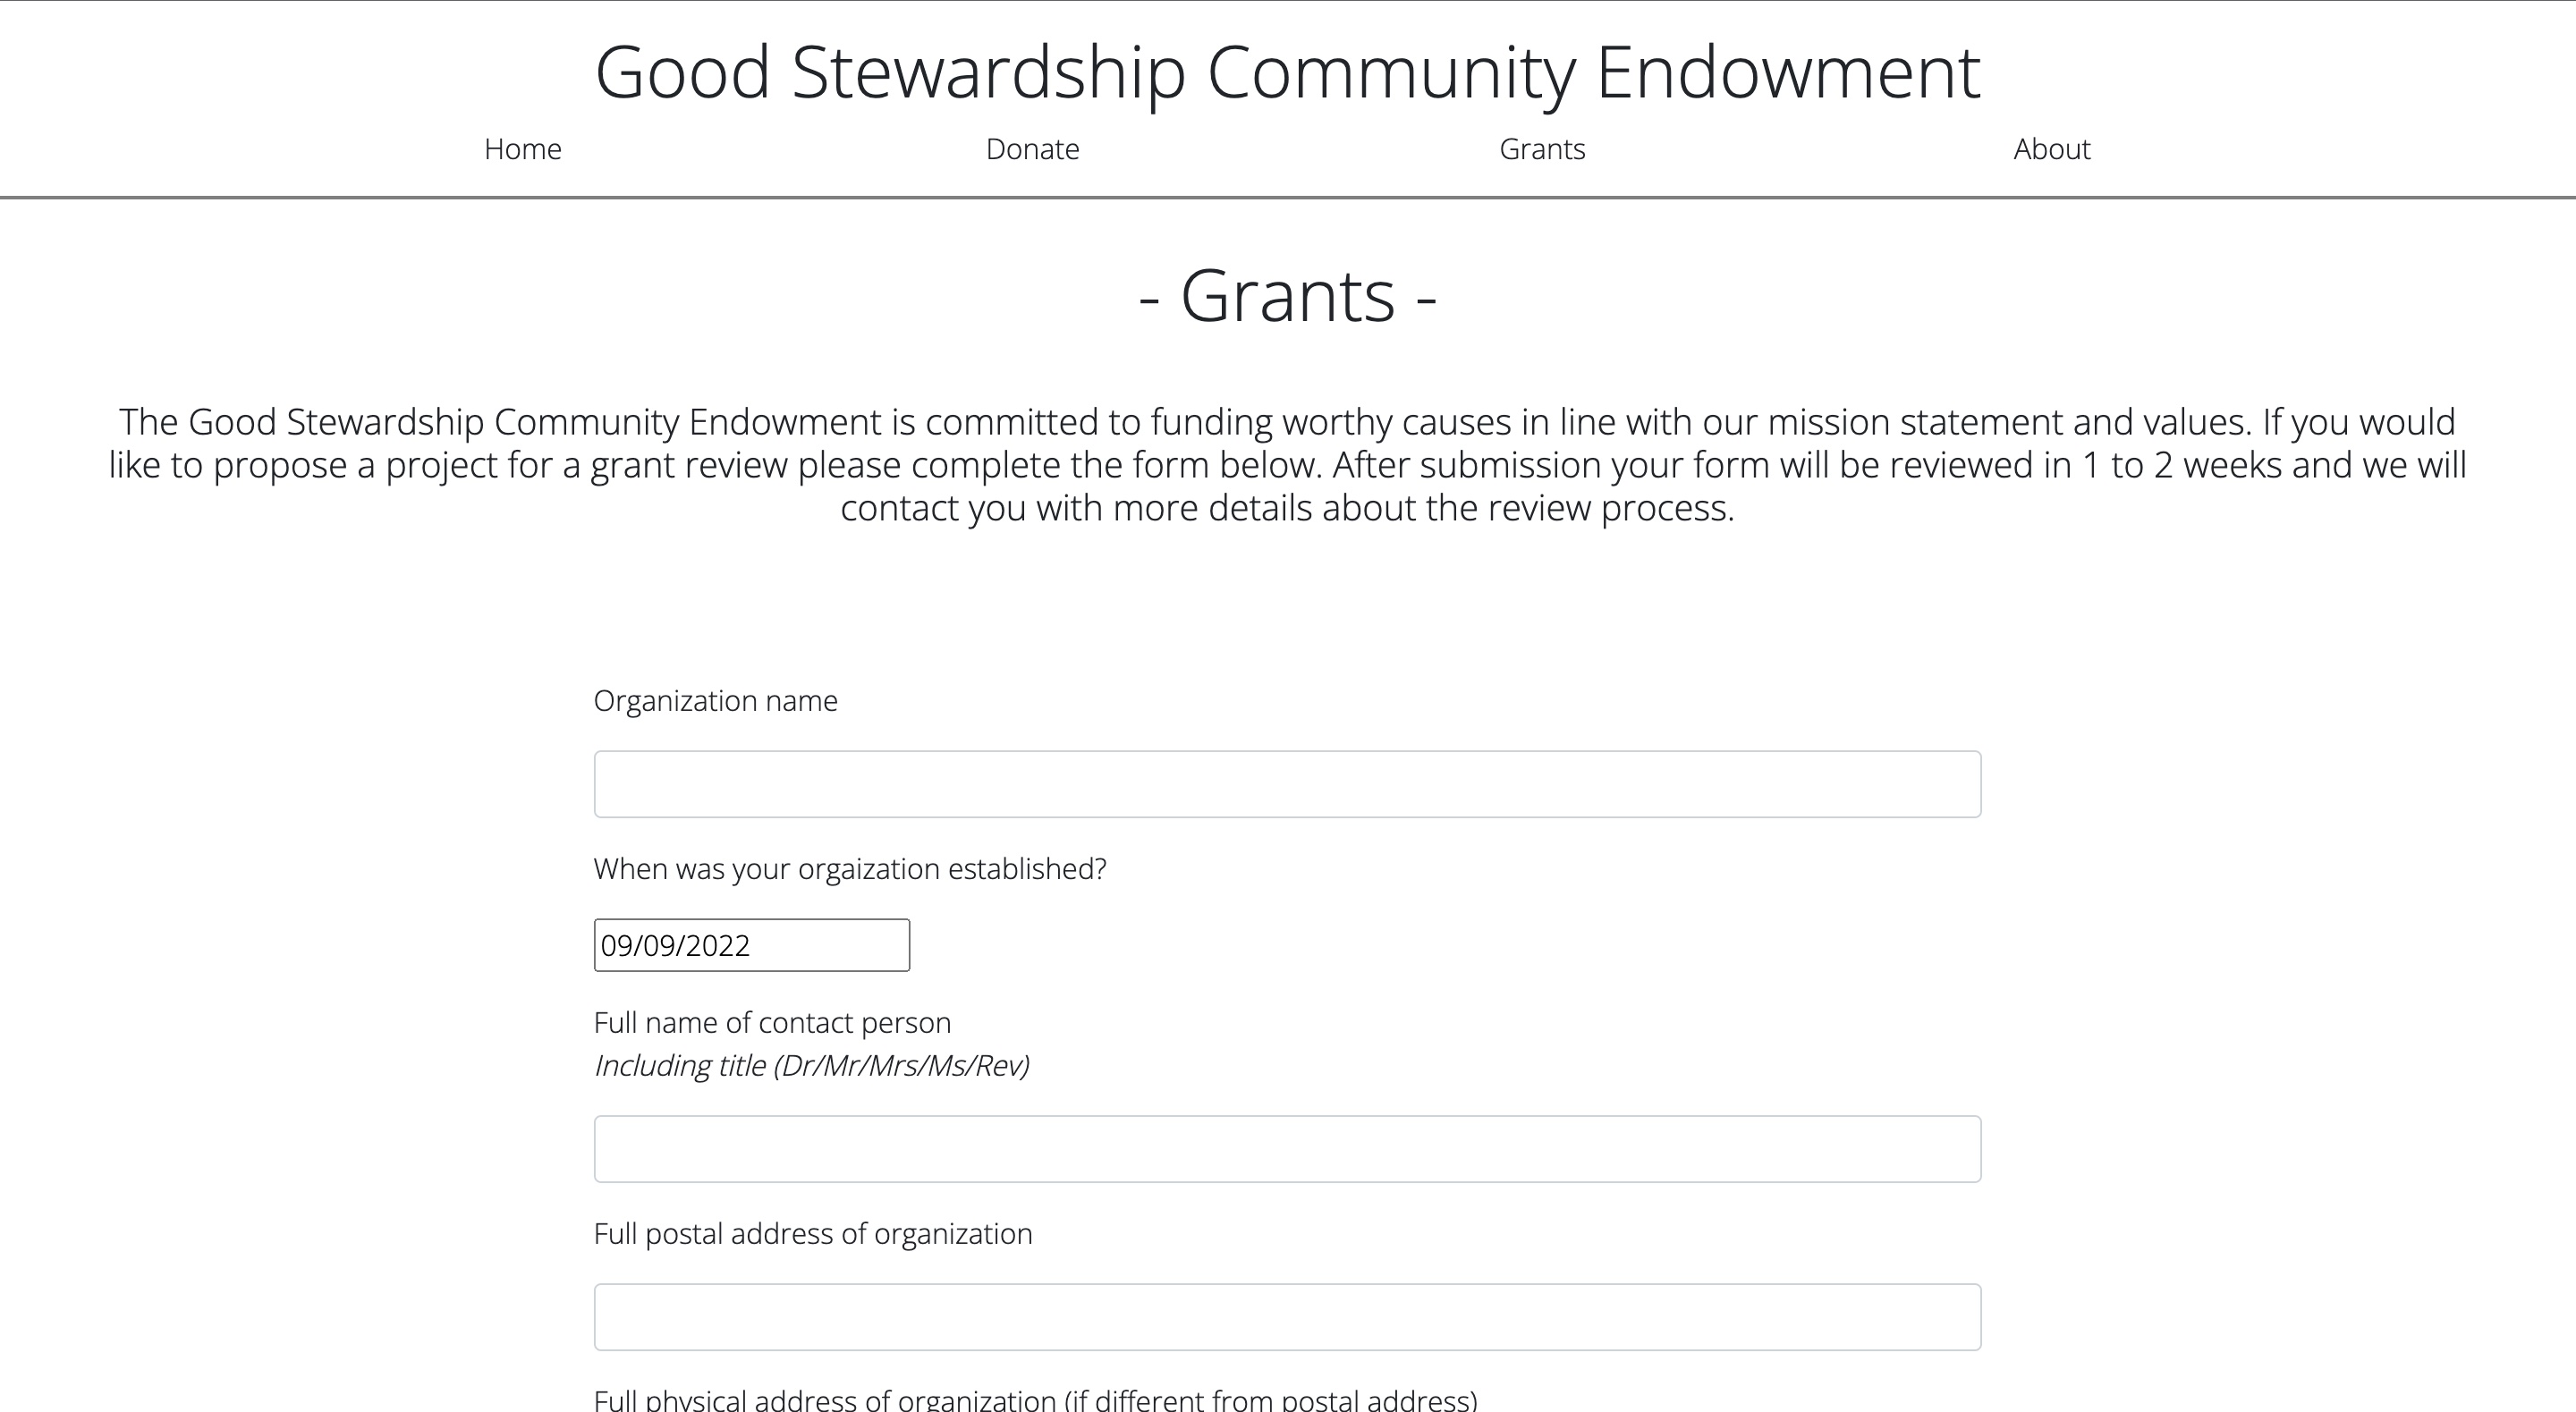 Good Stewardship Community Endowment
Home Donate Grants About
- Grants -
The Good Stewardship Community Endowment is committed to funding worthy causes in line with our mission statement and values. If you would
like to propose a project for a grant review please complete the form below. After submission your form will be reviewed in 1 to 2 weeks and we will
contact you with more details about the review process.
Organization name
When was your orgaization established?
09/09/2022
Full name of contact person
Including title (Dr/Mr/Mrs/Ms/Rev)
Full postal address of organization
Full physical address of organization (if different from postal address)